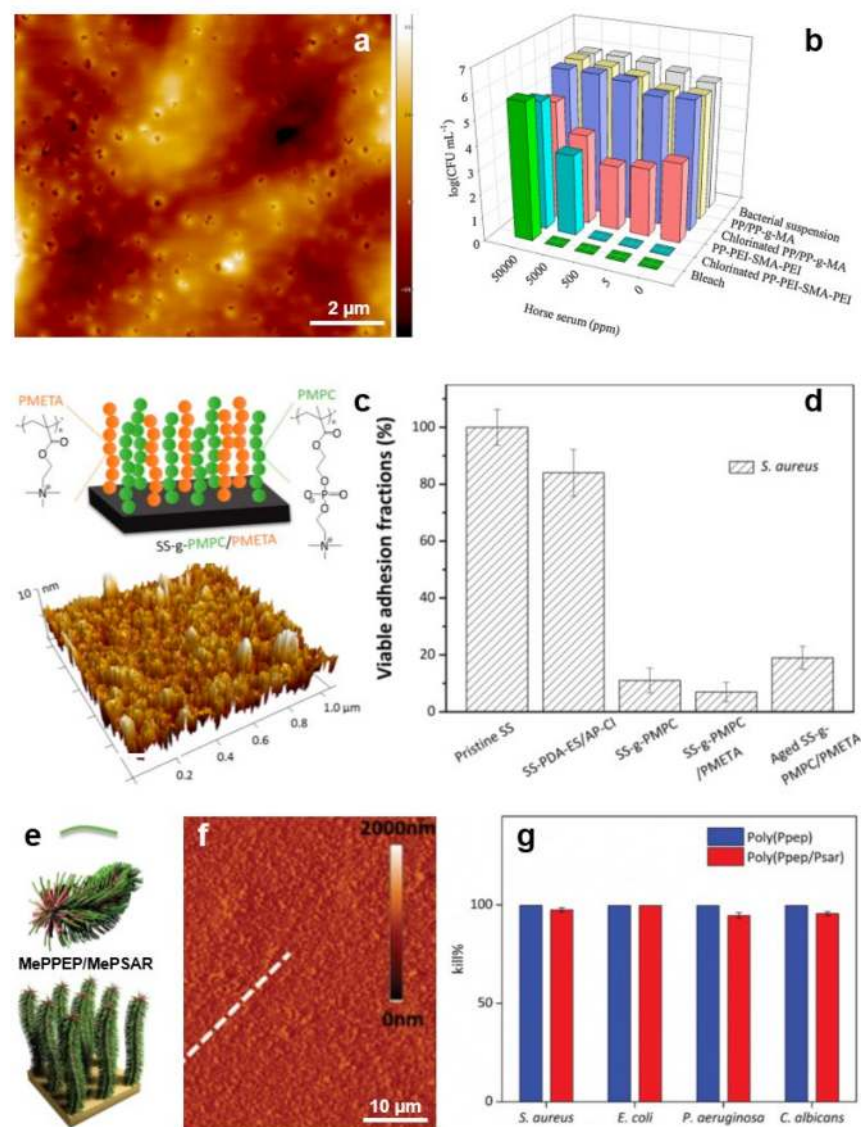 a
2 µm
b
log(CFU mL⁻¹)
7
6
5
4
3
2
1
0
50000
5000
500
5
0
Horse serum (ppm)
Bacterial suspension
PP/PP-g-MA
Chlorinated PP/PP-g-MA
PP-PEI-SMA-PEI
Chlorinated PP-PEI-SMA-PEI
Bleach
PMETA
PMPC
c
SS-g-PMPC/PMETA
10 nm
0.2
0.4
0.6
0.8
1.0 µm
d
Viable adhesion fractions (%)
100
80
60
40
20
0
S. aureus
Pristine SS
SS-PDA-ES/AP-Cl
SS-g-PMPC
SS-g-PMPC
/PMETA
Aged SS-g-
PMPC/PMETA
e
MePPEP/MePSAR
f
2000nm
0nm
10 µm
g
Poly(Ppep)
Poly(Ppep/Psar)
kill%
100
50
0
S. aureus
E. coli
P. aeruginosa
C. albicans